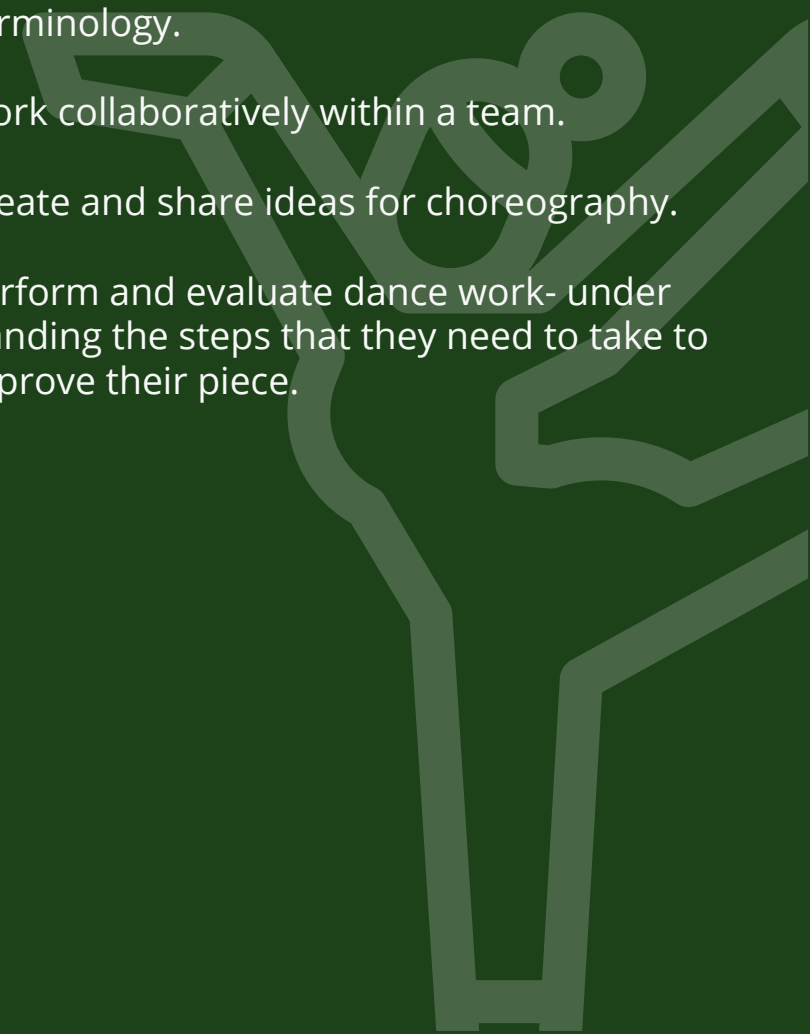 rminology.
ork collaboratively within a team.
eate and share ideas for choreography.
rform and evaluate dance work- under
anding the steps that they need to take to
prove their piece.